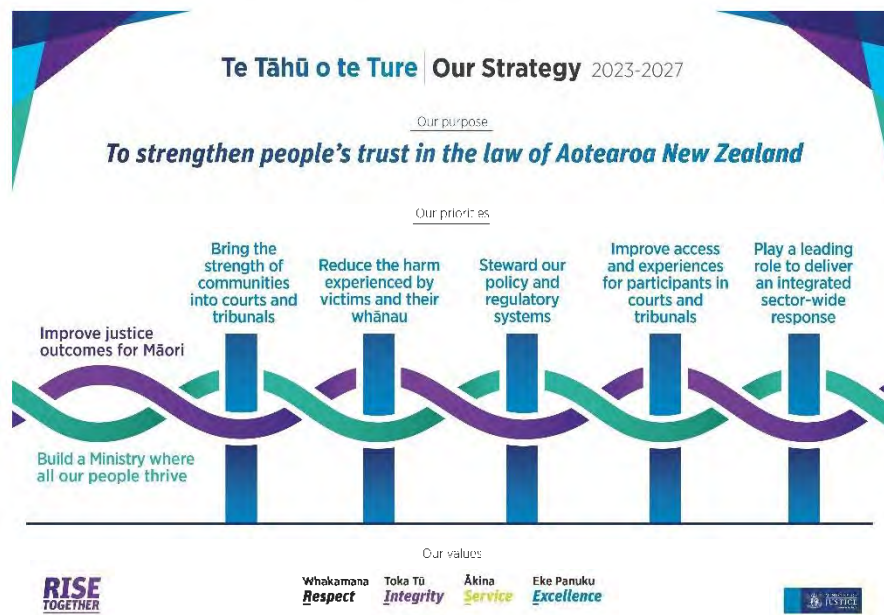 Te Tāhū o te Ture | Our Strategy 2023-2027
Our purpose
To strengthen people's trust in the law of Aotearoa New Zealand
Our priorities
Bring the
strength of
communities
into courts and
tribunals
Reduce the harm
experienced by
victims and their
whānau
Steward our
policy and
regulatory
systems
Improve access
and experiences
for participants in
courts and
tribunals
Play a leading
role to deliver
an integrated
sector-wide
response
Improve justice
outcomes for Māori
Build a Ministry where
all our people thrive
Our values
RISE
TOGETHER
Whakamana
Respect
Toka Tū
Integrity
Ākina
Service
Eke Panuku
Excellence
JUSTICE